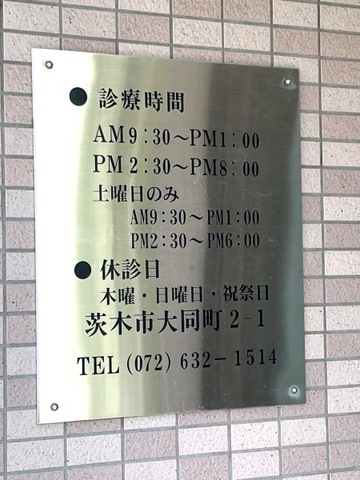 ● 診療時間
AM9:30〜PM1:00
PM2:30〜PM8:00
土曜日のみ
AM9:30〜PM1:00
PM2:30〜PM6:00
● 休診日
木曜・日曜日・祝祭日
茨木市大同町2-1
TEL(072)632-1514